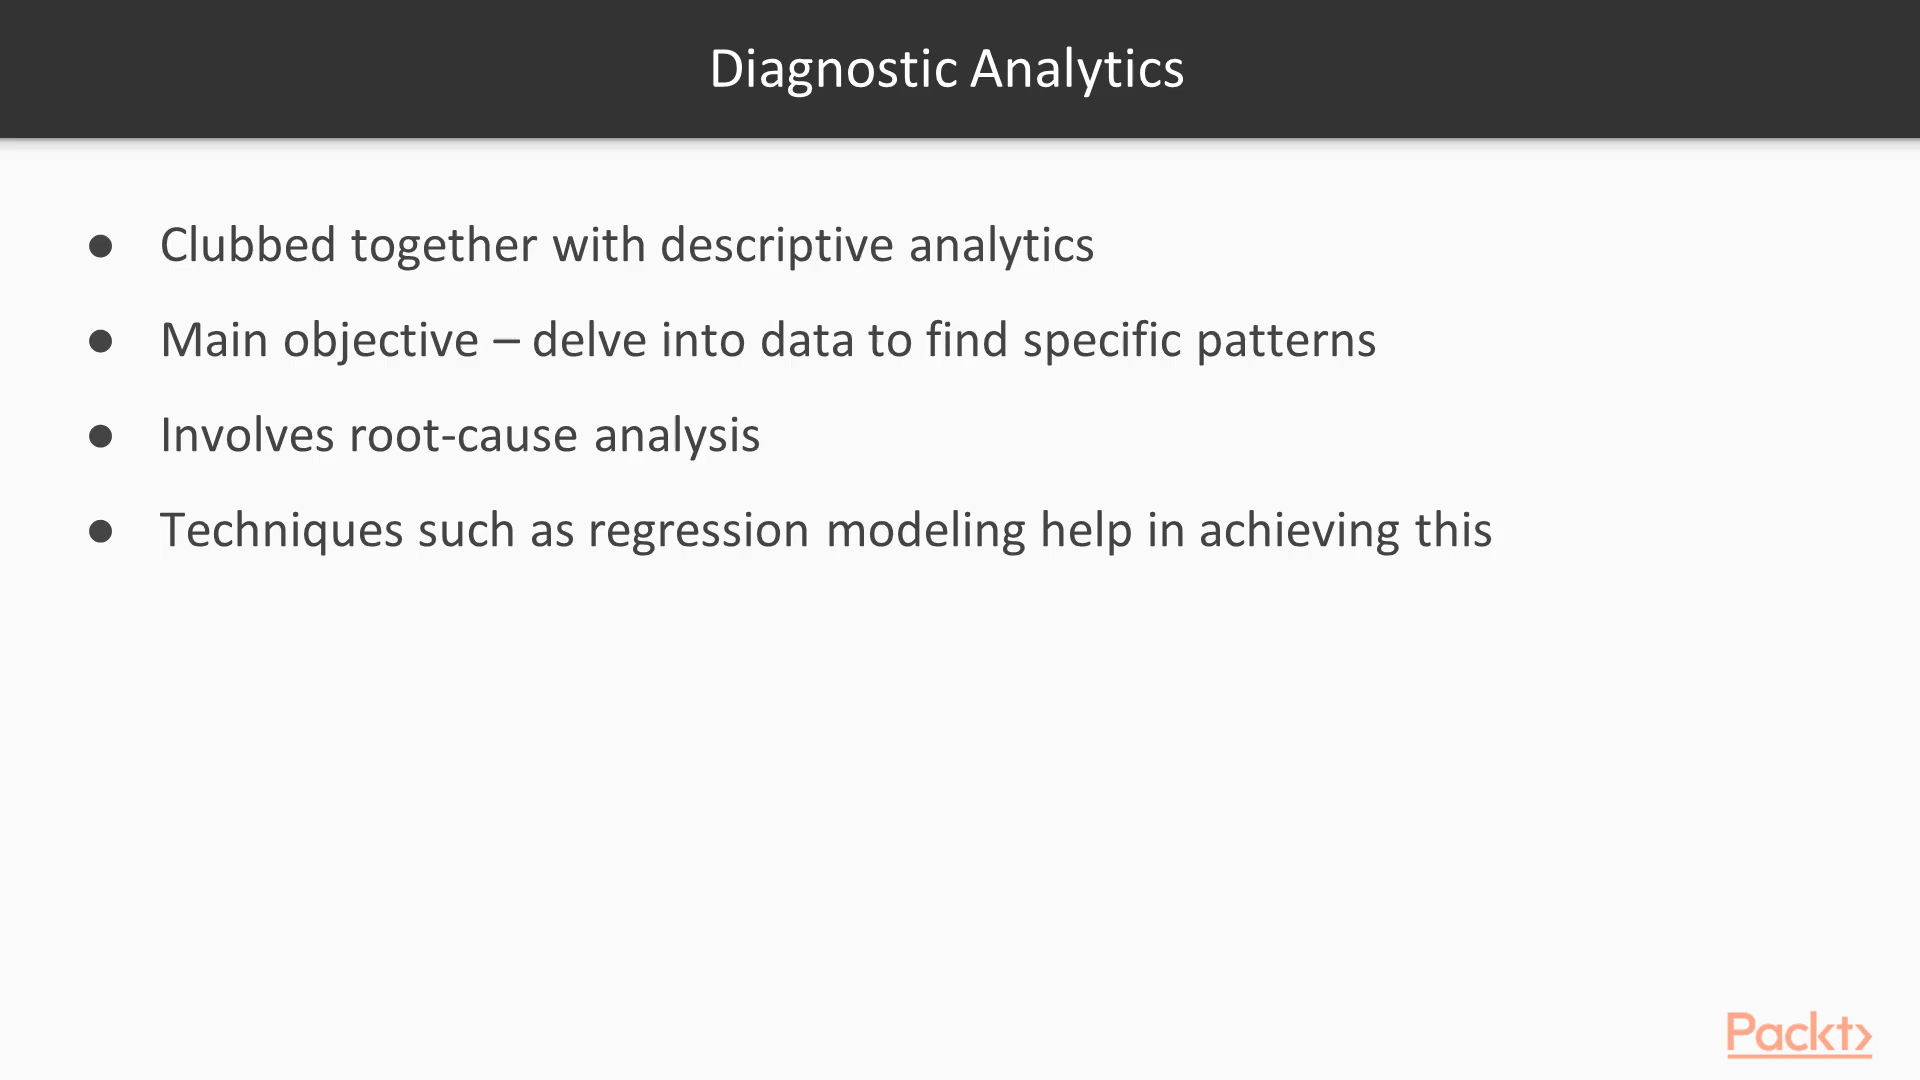 Diagnostic Analytics
● Clubbed together with descriptive analytics
● Main objective – delve into data to find specific patterns
● Involves root-cause analysis
● Techniques such as regression modeling help in achieving this
Packt>